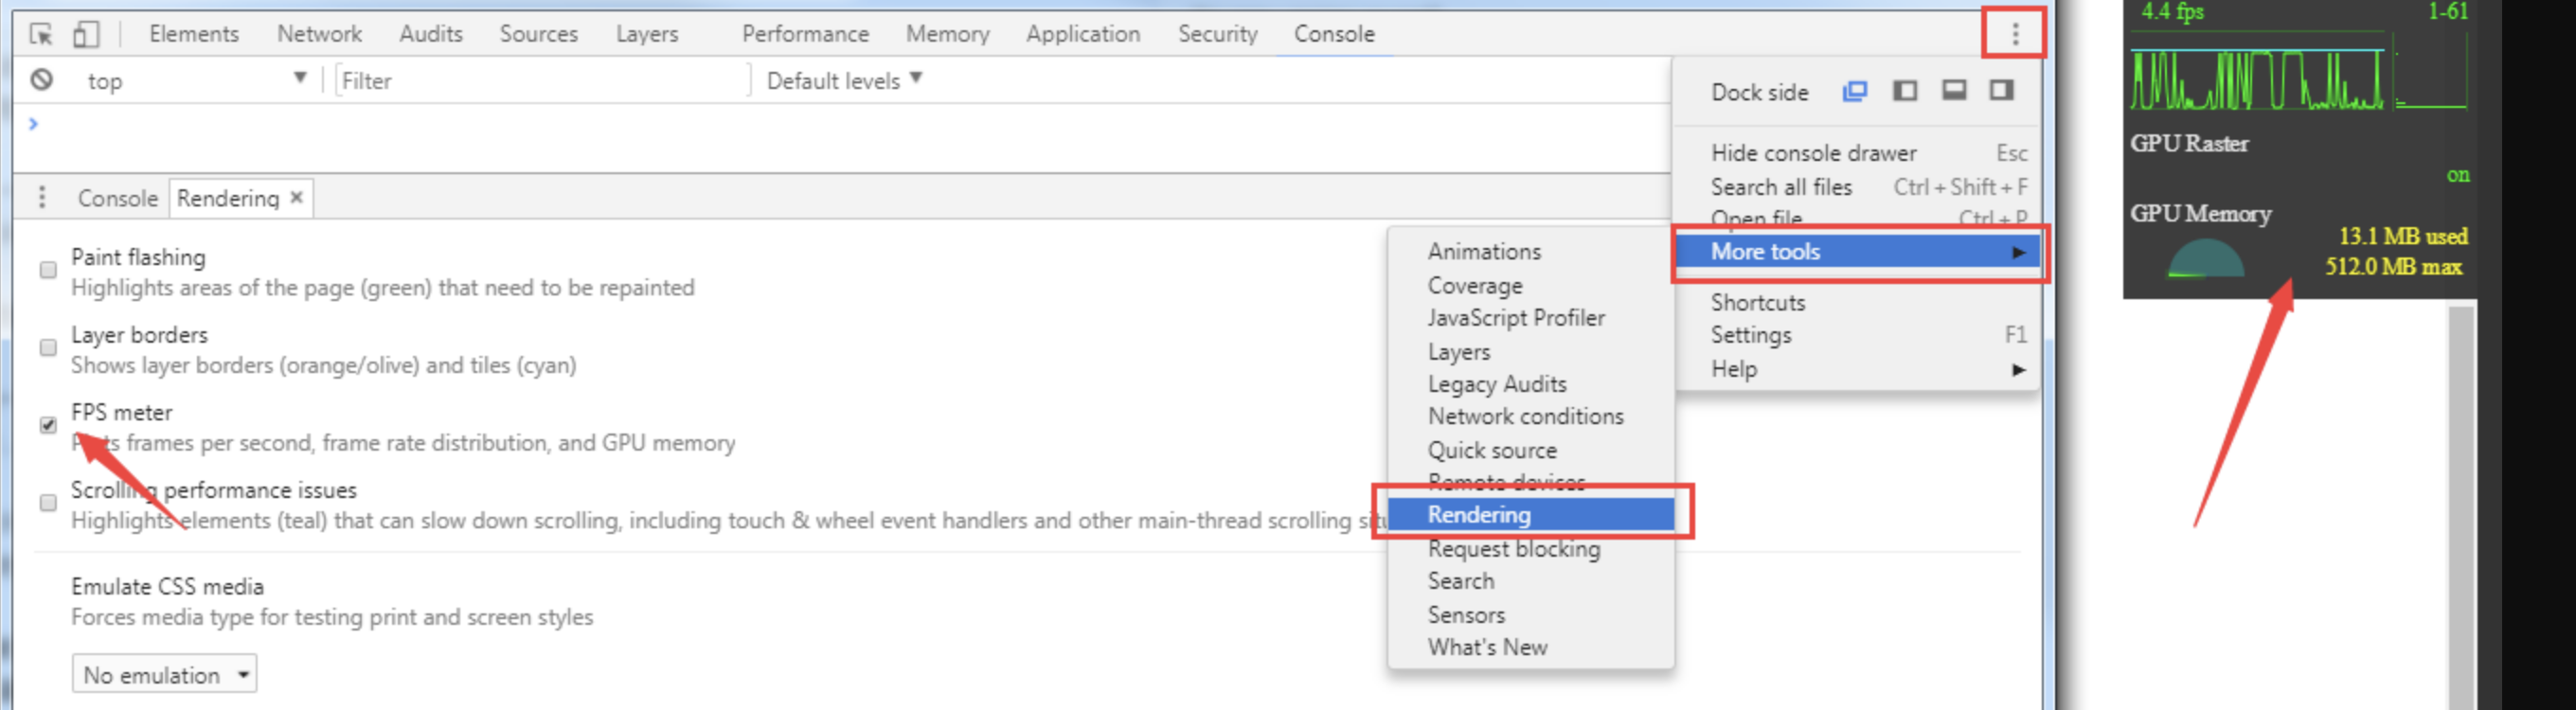 Elements Network Audits Sources Layers Performance Memory Application Security Console
top Filter Default levels
Console Rendering ×
Paint flashing
Highlights areas of the page (green) that need to be repainted
Layer borders
Shows layer borders (orange/olive) and tiles (cyan)
FPS meter
frames per second, frame rate distribution, and GPU memory
Scrolling performance issues
Highlights elements (teal) that can slow down scrolling, including touch & wheel event handlers and other main-thread scrolling
Emulate CSS media
Forces media type for testing print and screen styles
No emulation
Dock side
Hide console drawer Esc
Search all files Ctrl + Shift + F
Open file Ctrl + P
More tools
Shortcuts
Settings F1
Help
Animations
Coverage
JavaScript Profiler
Layers
Legacy Audits
Network conditions
Quick source
Remote devices
Rendering
Request blocking
Search
Sensors
What's New
4.4 fps 1-61
GPU Raster
on
GPU Memory
13.1 MB used
512.0 MB max